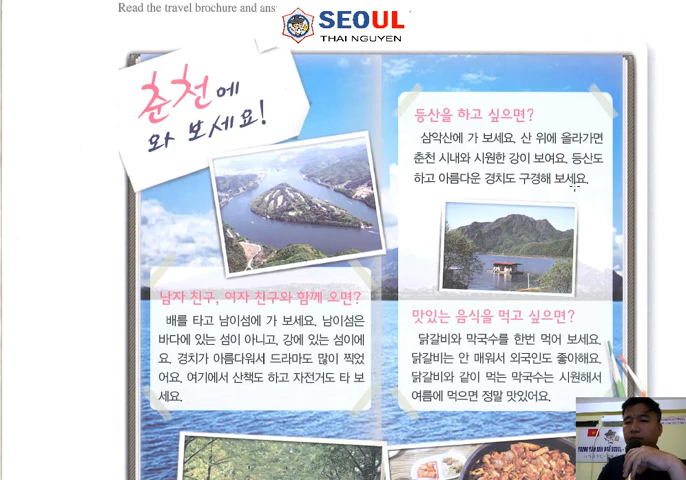 Read the travel brochure and ans
SEOUL
THAI NGUYEN
춘천에
와 보세요!
등산을 하고 싶으면?
삼악산에 가 보세요. 산 위에 올라가면
춘천 시내와 시원한 강이 보여요. 등산도
하고 아름다운 경치도 구경해 보세요.
남자 친구, 여자 친구와 함께 오면?
배를 타고 남이섬에 가 보세요. 남이섬은
바다에 있는 섬이 아니고, 강에 있는 섬이에
요. 경치가 아름다워서 드라마도 많이 찍었
어요. 여기에서 산책도 하고 자전거도 타 보
세요.
맛있는 음식을 먹고 싶으면?
닭갈비와 막국수를 한번 먹어 보세요.
닭갈비는 안 매워서 외국인도 좋아해요.
닭갈비와 같이 먹는 막국수는 시원해서
여름에 먹으면 정말 맛있어요.